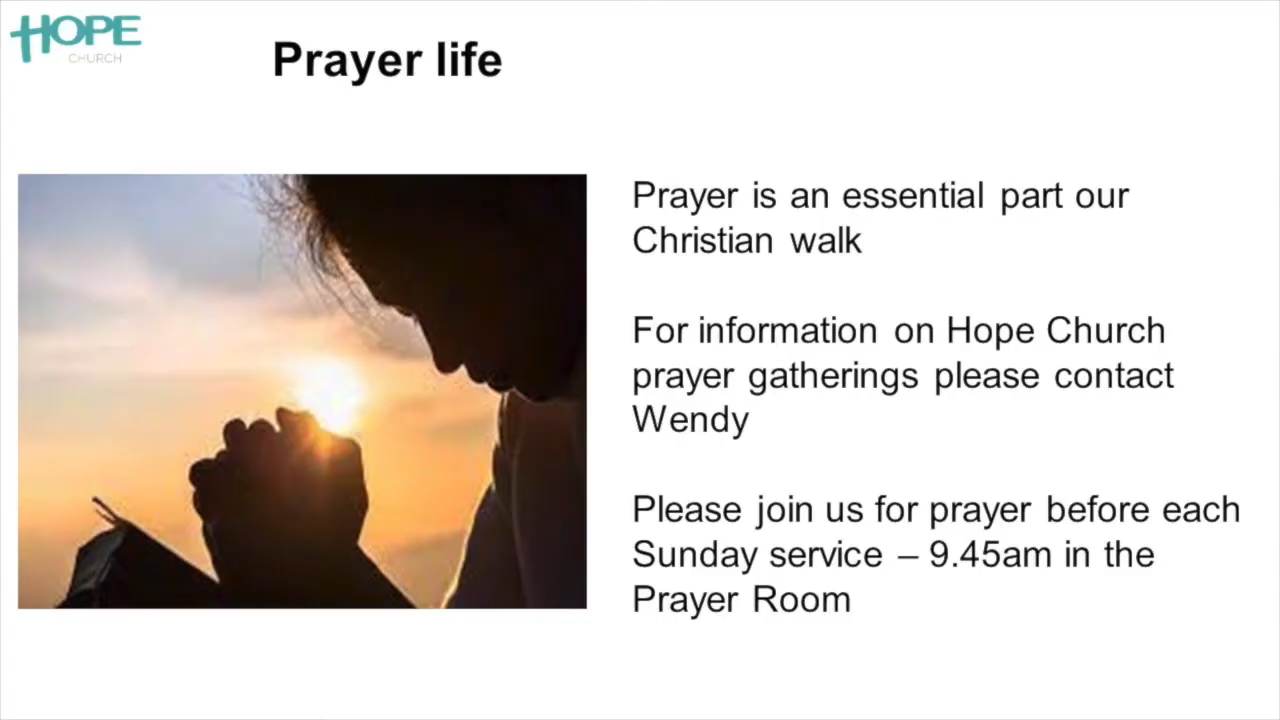 HOPE
CHURCH
Prayer life
Prayer is an essential part our
Christian walk
For information on Hope Church
prayer gatherings please contact
Wendy
Please join us for prayer before each
Sunday service – 9.45am in the
Prayer Room